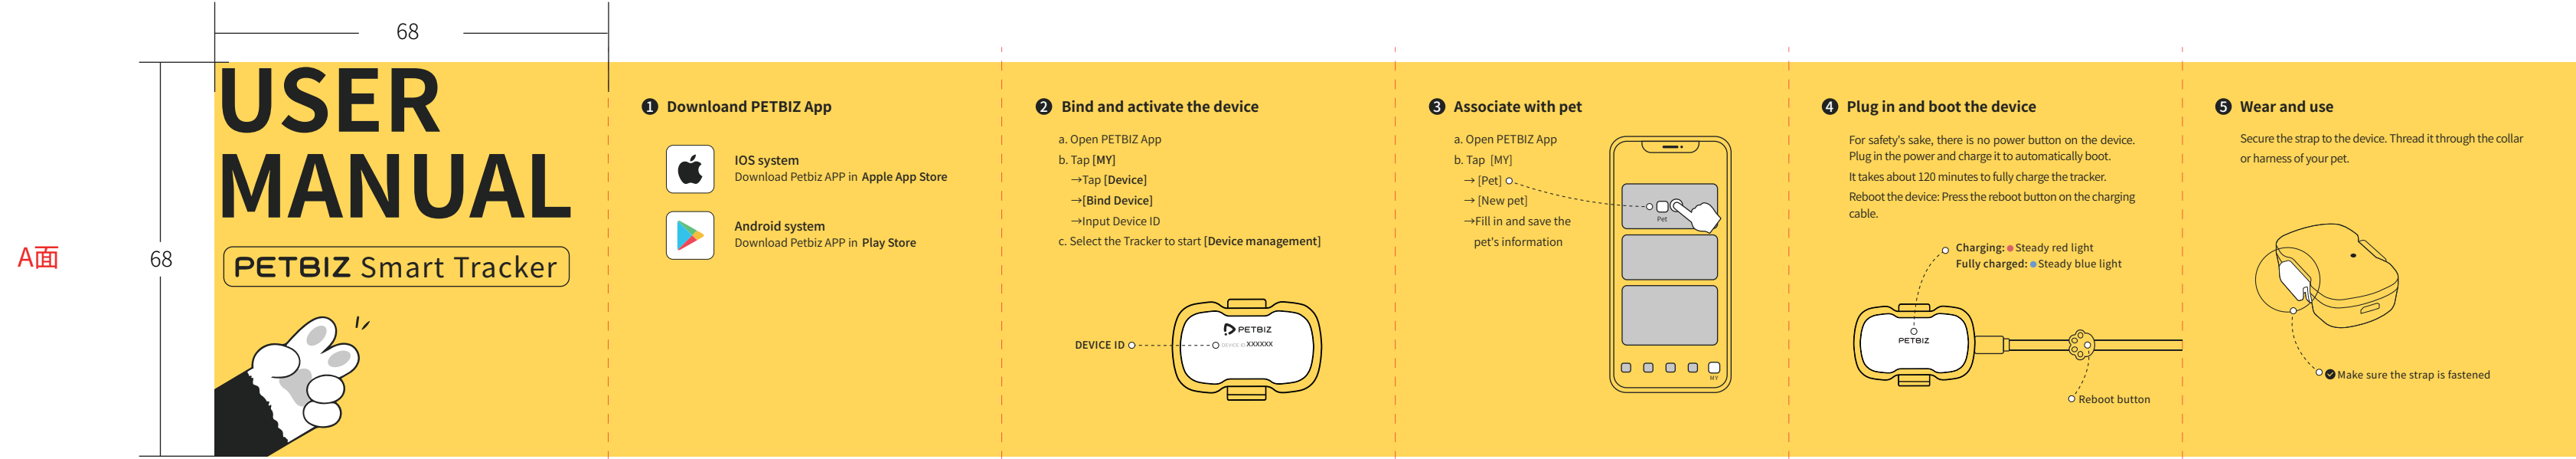 68
68
A面
USER
MANUAL
PETBIZ Smart Tracker
1 Downloand PETBIZ App
IOS system
Download Petbiz APP in Apple App Store
Android system
Download Petbiz APP in Play Store
2 Bind and activate the device
a. Open PETBIZ App
b. Tap [MY]
→Tap [Device]
→[Bind Device]
→Input Device ID
c. Select the Tracker to start [Device management]
PETBIZ
DEVICE ID
DEVICE ID XXXXXX
3 Associate with pet
a. Open PETBIZ App
b. Tap [MY]
→ [Pet]
→ [New pet]
→Fill in and save the
pet's information
Pet
MY
4 Plug in and boot the device
For safety's sake, there is no power button on the device.
Plug in the power and charge it to automatically boot.
It takes about 120 minutes to fully charge the tracker.
Reboot the device: Press the reboot button on the charging
cable.
Charging: Steady red light
Fully charged: Steady blue light
PETBIZ
Reboot button
5 Wear and use
Secure the strap to the device. Thread it through the collar
or harness of your pet.
Make sure the strap is fastened